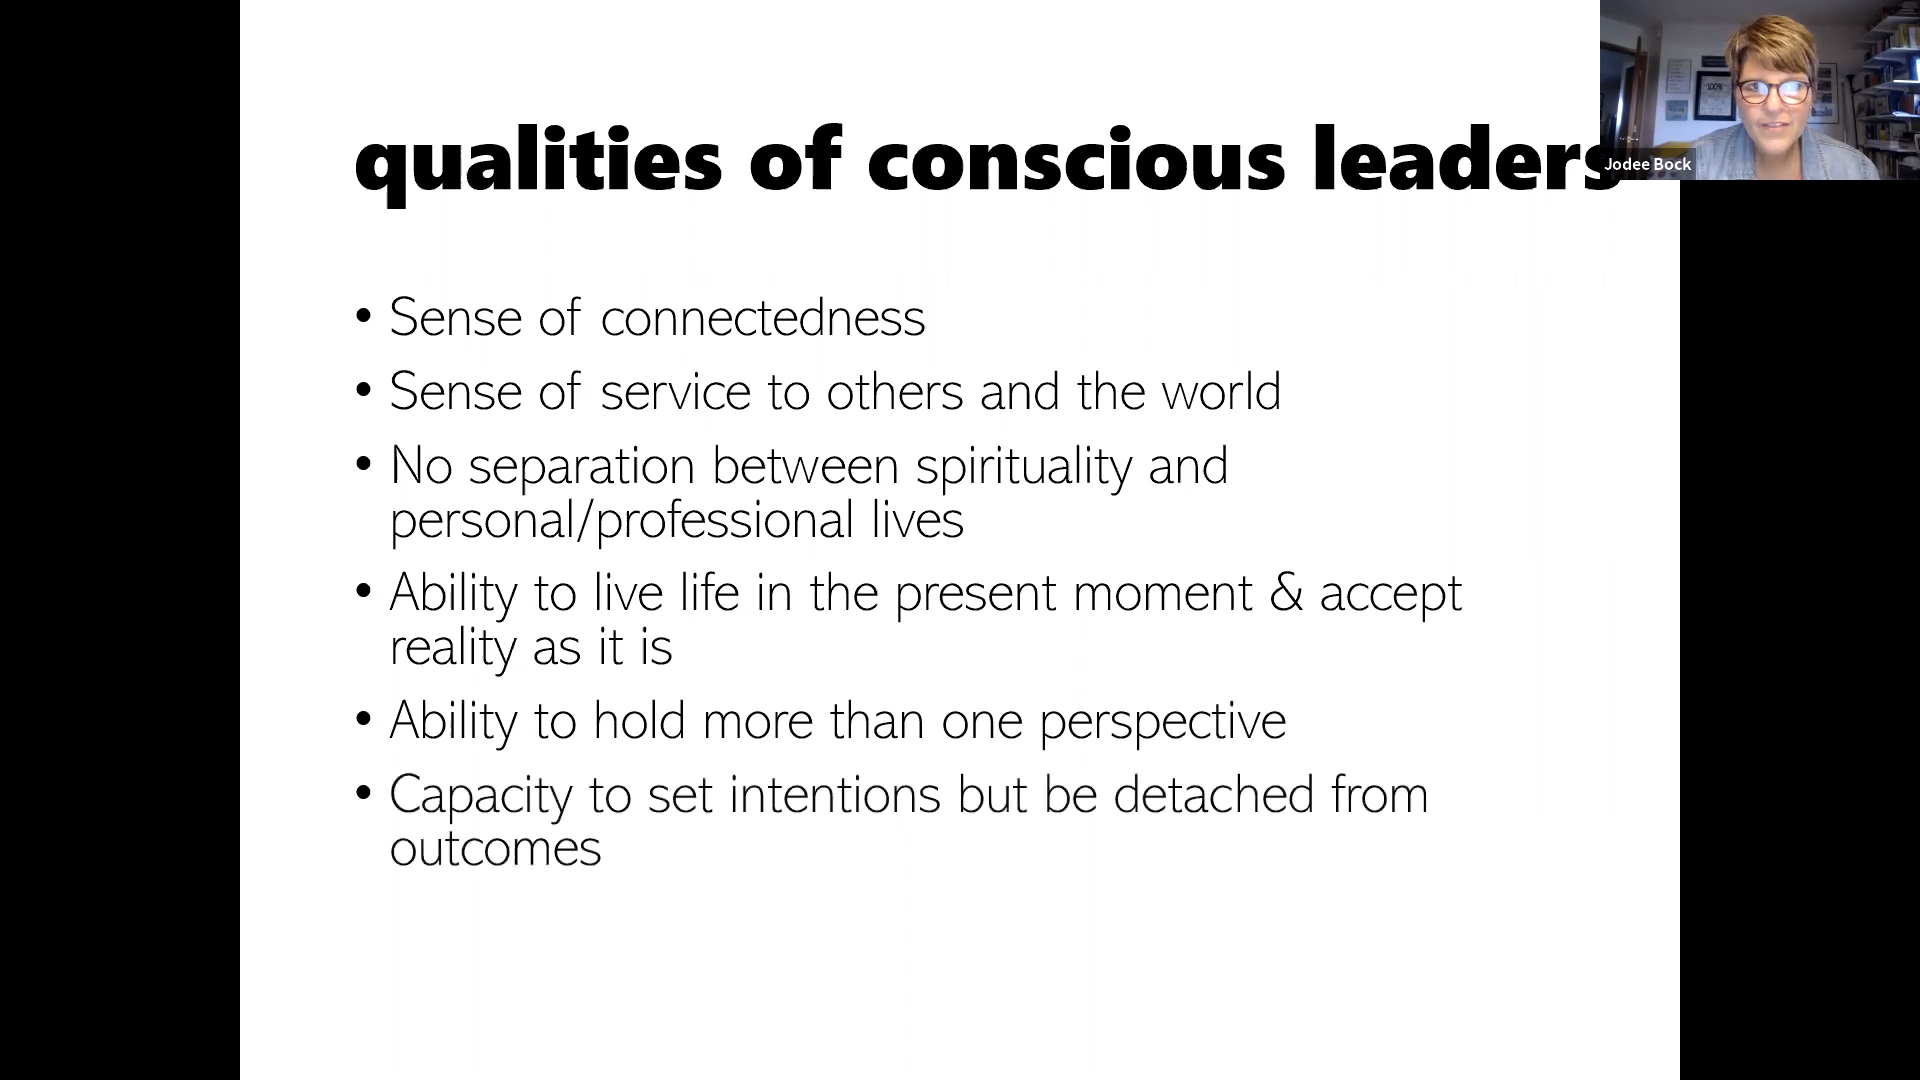 qualities of conscious leaders
Jodee Bock
• Sense of connectedness
• Sense of service to others and the world
• No separation between spirituality and
personal/professional lives
• Ability to live life in the present moment & accept
reality as it is
• Ability to hold more than one perspective
• Capacity to set intentions but be detached from
outcomes
100%